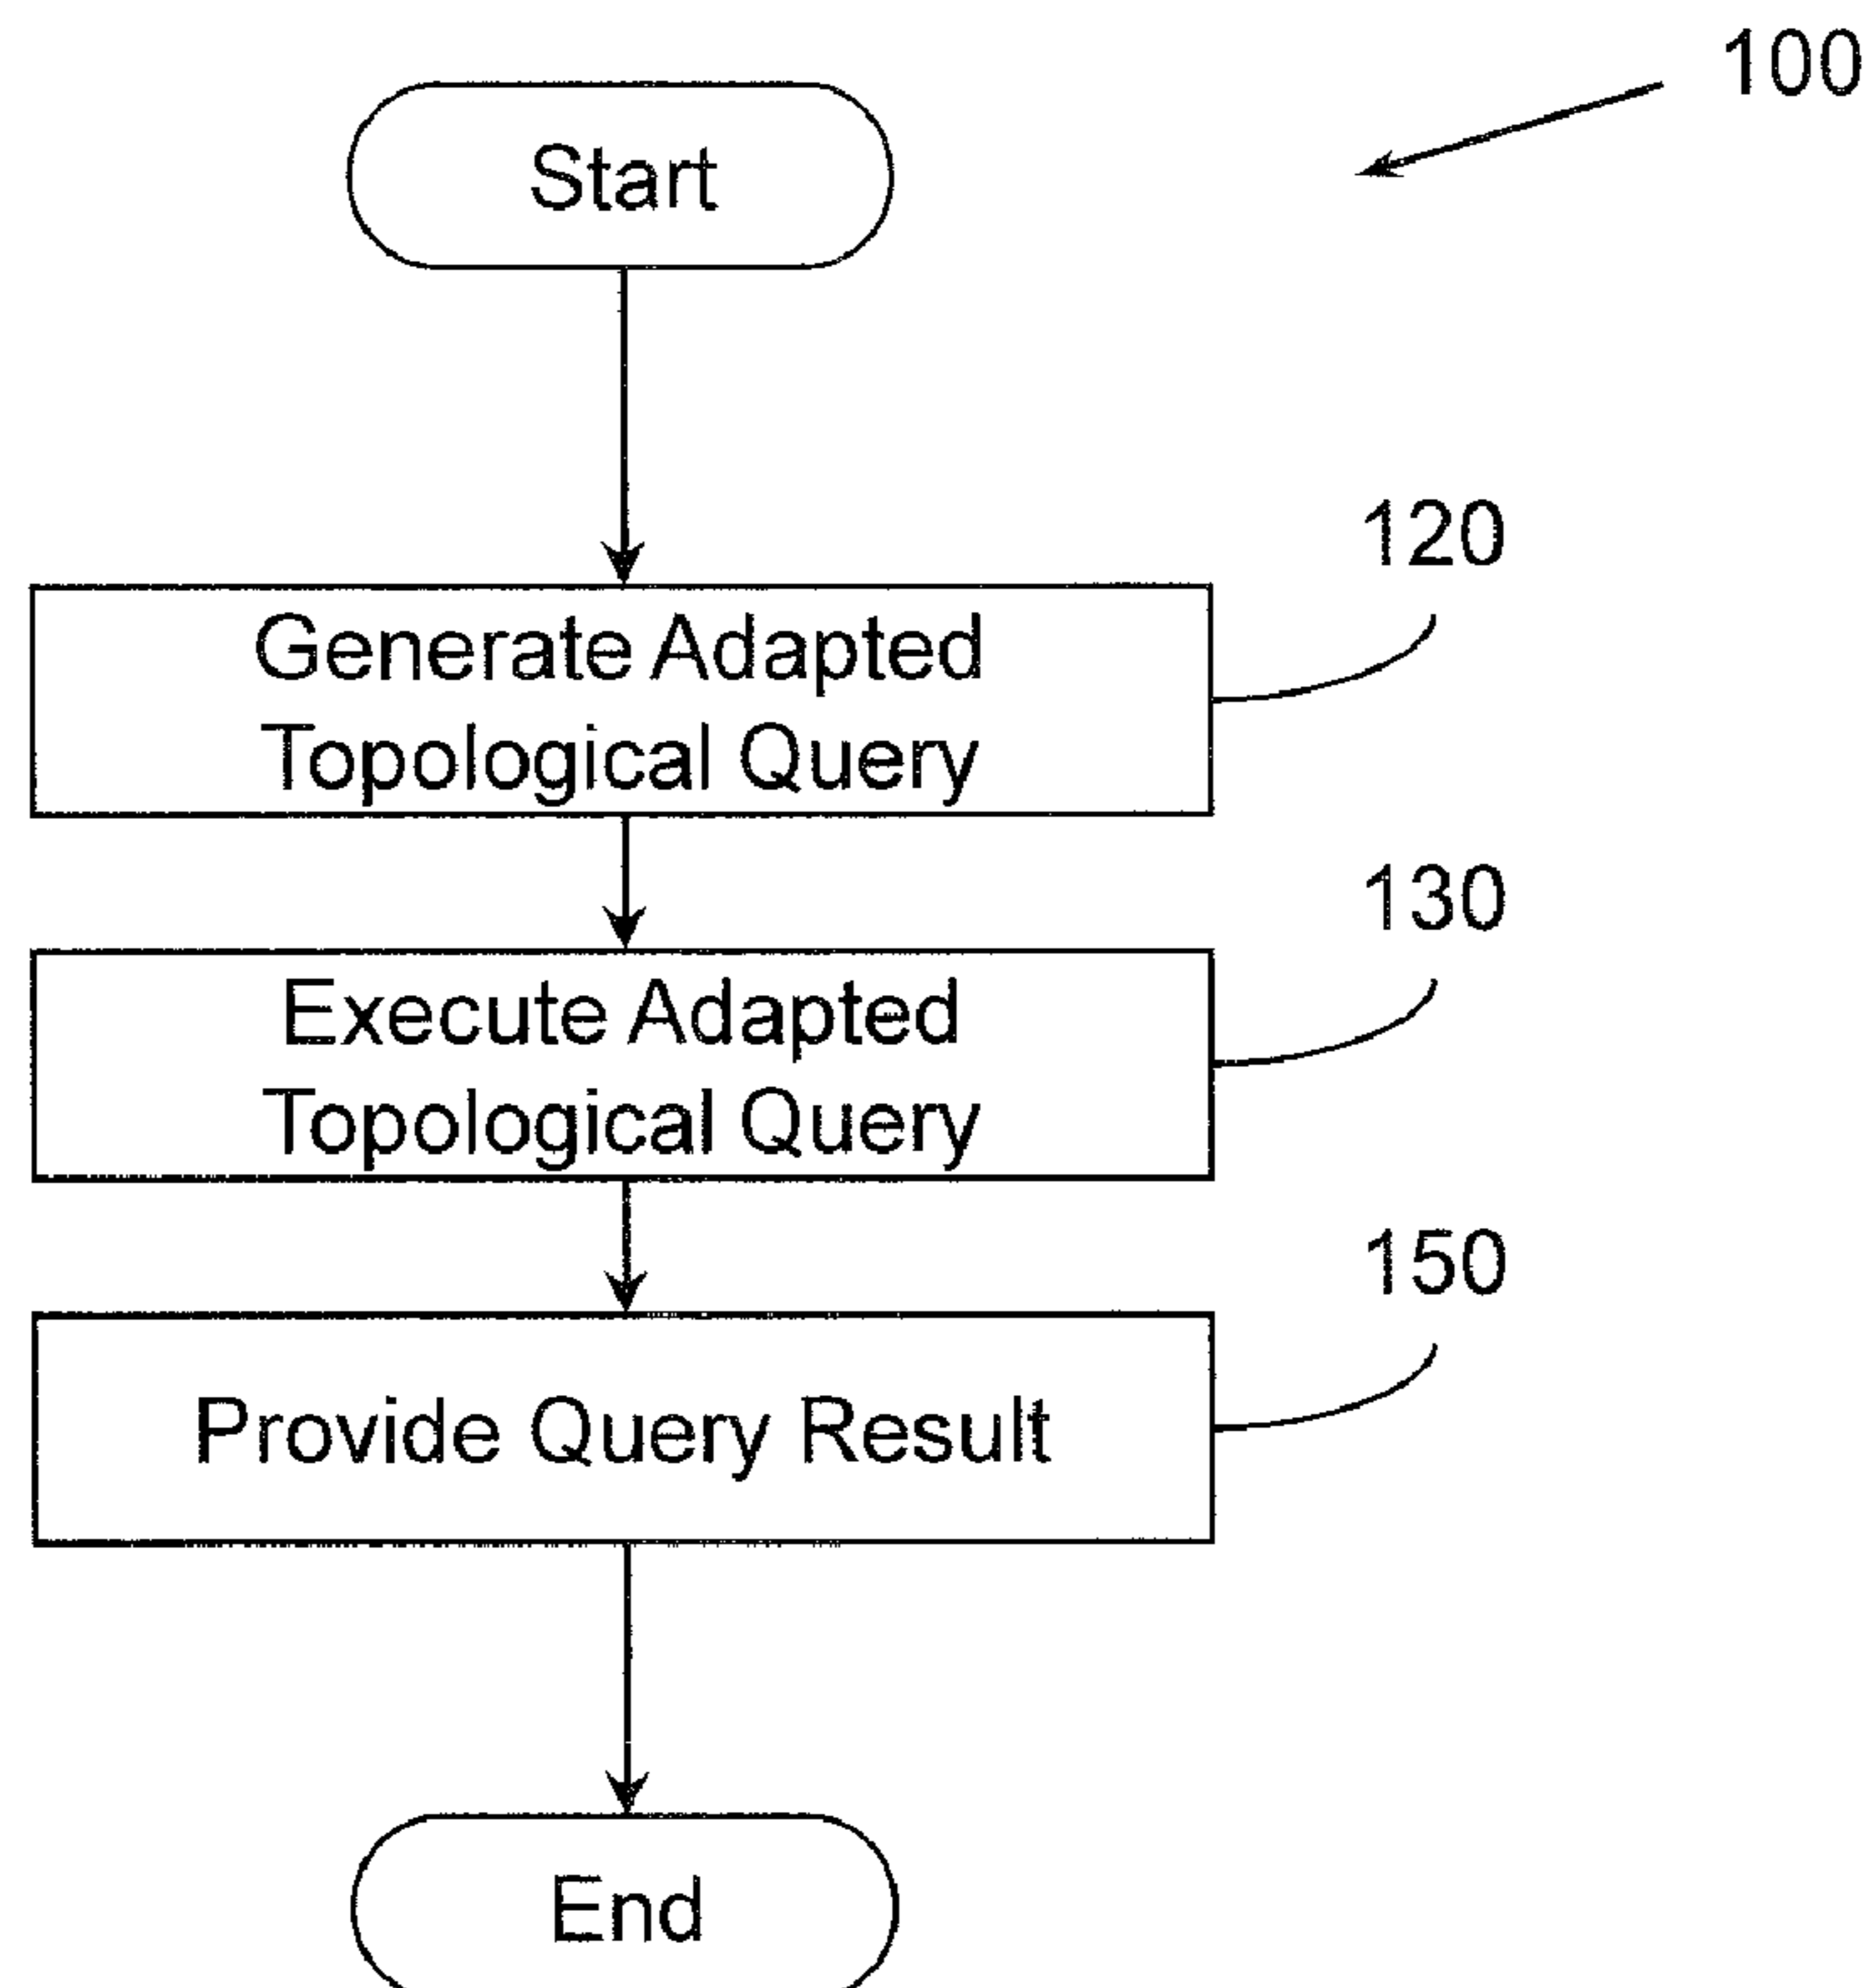 100
Start
120
Generate Adapted
Topological Query
130
Execute Adapted
Topological Query
150
Provide Query Result
End